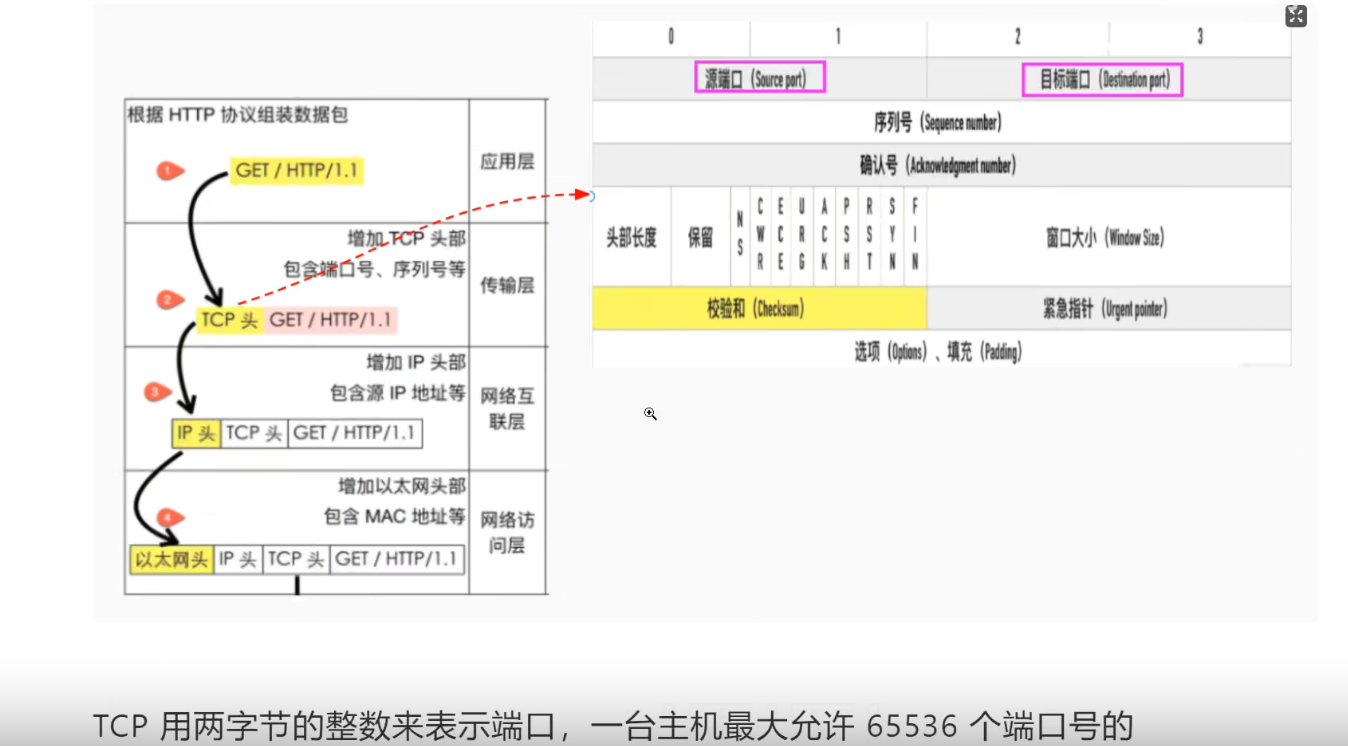 根据 HTTP 协议组装数据包
1
GET / HTTP/1.1
应用层
增加 TCP 头部
包含端口号、序列号等
传输层
2
TCP 头 GET / HTTP/1.1
增加 IP 头部
包含源 IP 地址等
网络互
联层
3
IP 头 TCP 头 GET / HTTP/1.1
增加以太网头部
包含 MAC 地址等
网络访
问层
4
以太网头 IP 头 TCP 头 GET / HTTP/1.1
0 1 2 3
源端口 (Source port) 目标端口 (Destination port)
序列号 (Sequence number)
确认号 (Acknowledgment number)
头部长度 保留 NS CWR ECE URG ACK PSH RST SYN FIN 窗口大小 (Window Size)
校验和 (Checksum) 紧急指针 (Urgent pointer)
选项 (Options) 、填充 (Padding)
TCP 用两字节的整数来表示端口，一台主机最大允许 65536 个端口号的